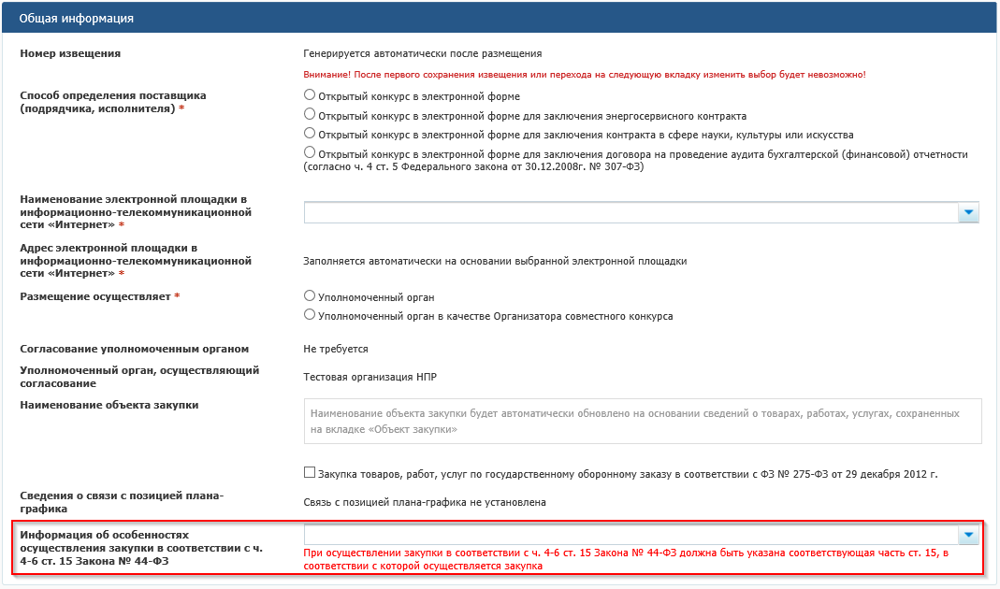 Общая информация
Номер извещения
Генерируется автоматически после размещения
Внимание! После первого сохранения извещения или перехода на следующую вкладку изменить выбор будет невозможно!
Способ определения поставщика
(подрядчика, исполнителя) *
Открытый конкурс в электронной форме
Открытый конкурс в электронной форме для заключения энергосервисного контракта
Открытый конкурс в электронной форме для заключения контракта в сфере науки, культуры или искусства
Открытый конкурс в электронной форме для заключения договора на проведение аудита бухгалтерской (финансовой) отчетности
(согласно ч. 4 ст. 5 Федерального закона от 30.12.2008г. № 307-ФЗ)
Наименование электронной площадки в
информационно-телекоммуникационной
сети «Интернет» *
Адрес электронной площадки в
информационно-телекоммуникационной
сети «Интернет» *
Заполняется автоматически на основании выбранной электронной площадки
Размещение осуществляет *
Уполномоченный орган
Уполномоченный орган в качестве Организатора совместного конкурса
Согласование уполномоченным органом
Не требуется
Уполномоченный орган, осуществляющий
согласование
Тестовая организация НПР
Наименование объекта закупки
Наименование объекта закупки будет автоматически обновлено на основании сведений о товарах, работах, услугах, сохраненных
на вкладке «Объект закупки»
Закупка товаров, работ, услуг по государственному оборонному заказу в соответствии с ФЗ № 275-ФЗ от 29 декабря 2012 г.
Сведения о связи с позицией плана-
графика
Связь с позицией плана-графика не установлена
Информация об особенностях
осуществления закупки в соответствии с ч.
4-6 ст. 15 Закона № 44-ФЗ
При осуществлении закупки в соответствии с ч. 4-6 ст. 15 Закона № 44-ФЗ должна быть указана соответствующая часть ст. 15, в
соответствии с которой осуществляется закупка